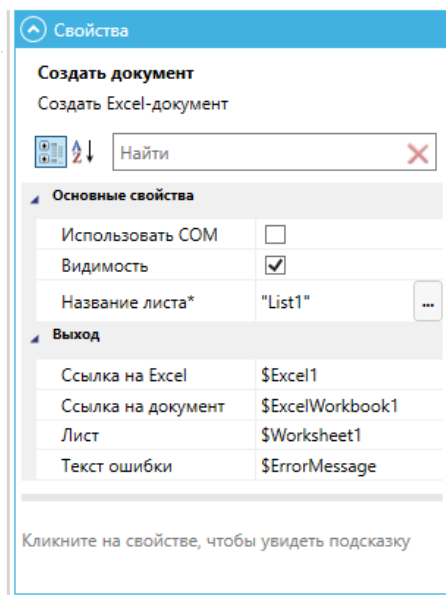 Свойства
Создать документ
Создать Excel-документ
Найти
Основные свойства
Использовать COM
Видимость
Название листа* "List1" ...
Выход
Ссылка на Excel $Excel1
Ссылка на документ $ExcelWorkbook1
Лист $Worksheet1
Текст ошибки $ErrorMessage
Кликните на свойстве, чтобы увидеть подсказку